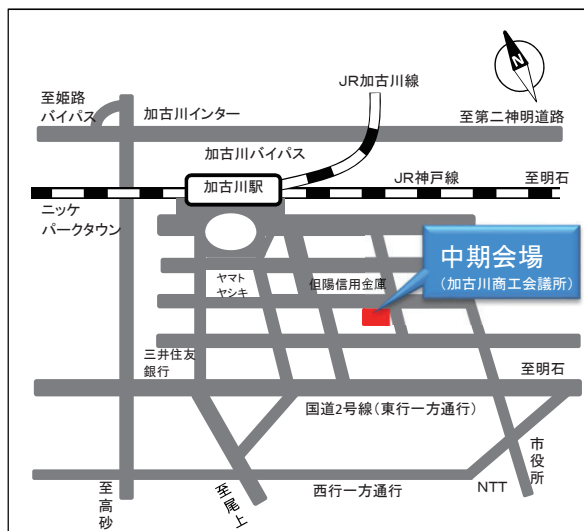 N
JR加古川線
至姫路
バイパス
加古川インター
至第二神明道路
加古川バイパス
加古川駅
JR神戸線
至明石
ニッケ
パークタウン
中期会場
（加古川商工会議所）
ヤマト
ヤシキ
但陽信用金庫
三井住友
銀行
至明石
国道2号線（東行一方通行）
市役所
西行一方通行
NTT
至高砂
至尾上